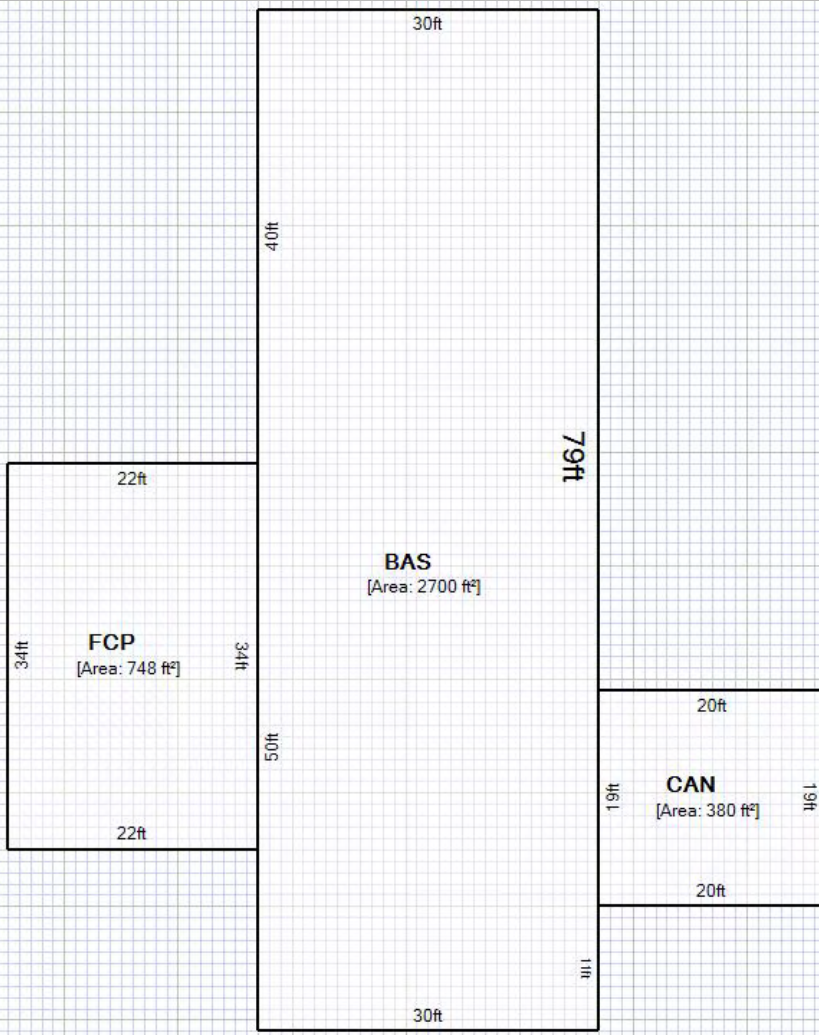 30ft
40ft
79ft
22ft
BAS
[Area: 2700 ft²]
FCP
[Area: 748 ft²]
34ft
34ft
20ft
50ft
CAN
[Area: 380 ft²]
19ft
19ft
22ft
20ft
11ft
30ft